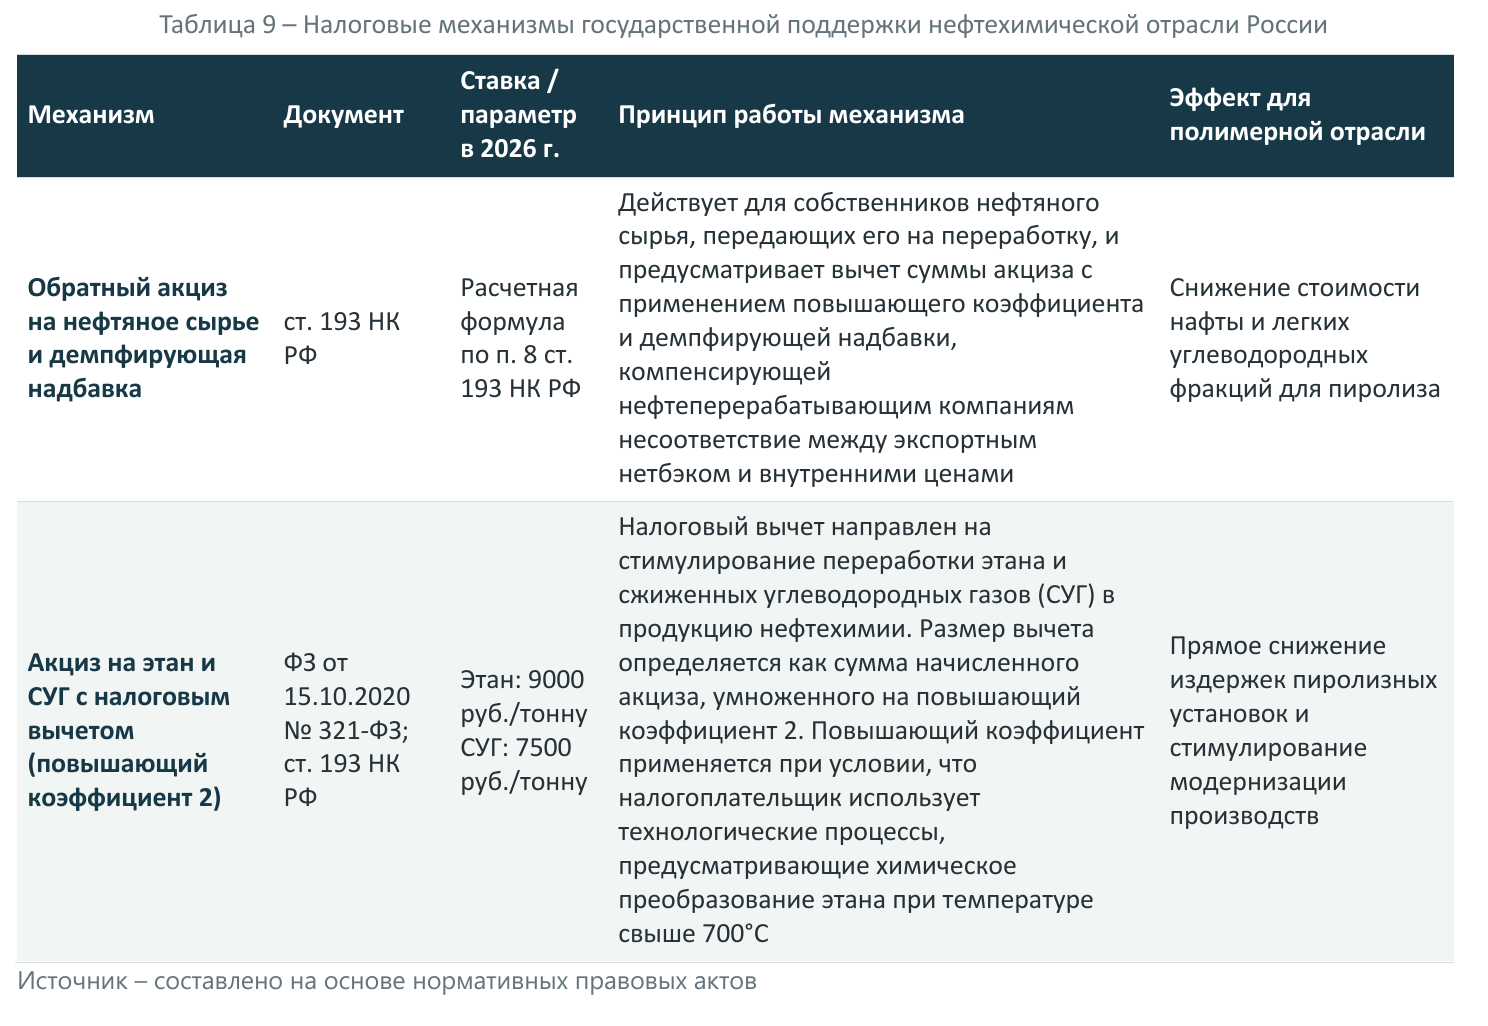 Таблица 9 – Налоговые механизмы государственной поддержки нефтехимической отрасли России
Механизм
Документ
Ставка /
параметр
в 2026 г.
Принцип работы механизма
Эффект для
полимерной отрасли
Обратный акциз
на нефтяное сырье
и демпфирующая
надбавка
ст. 193 НК
РФ
Расчетная
формула
по п. 8 ст.
193 НК РФ
Действует для собственников нефтяного
сырья, передающих его на переработку, и
предусматривает вычет суммы акциза с
применением повышающего коэффициента
и демпфирующей надбавки,
компенсирующей
нефтеперерабатывающим компаниям
несоответствие между экспортным
нетбэком и внутренними ценами
Снижение стоимости
нафты и легких
углеводородных
фракций для пиролиза
Акциз на этан и
СУГ с налоговым
вычетом
(повышающий
коэффициент 2)
ФЗ от
15.10.2020
№ 321-ФЗ;
ст. 193 НК
РФ
Этан: 9000
руб./тонну
СУГ: 7500
руб./тонну
Налоговый вычет направлен на
стимулирование переработки этана и
сжиженных углеводородных газов (СУГ) в
продукцию нефтехимии. Размер вычета
определяется как сумма начисленного
акциза, умноженного на повышающий
коэффициент 2. Повышающий коэффициент
применяется при условии, что
налогоплательщик использует
технологические процессы,
предусматривающие химическое
преобразование этана при температуре
свыше 700°С
Прямое снижение
издержек пиролизных
установок и
стимулирование
модернизации
производств
Источник – составлено на основе нормативных правовых актов